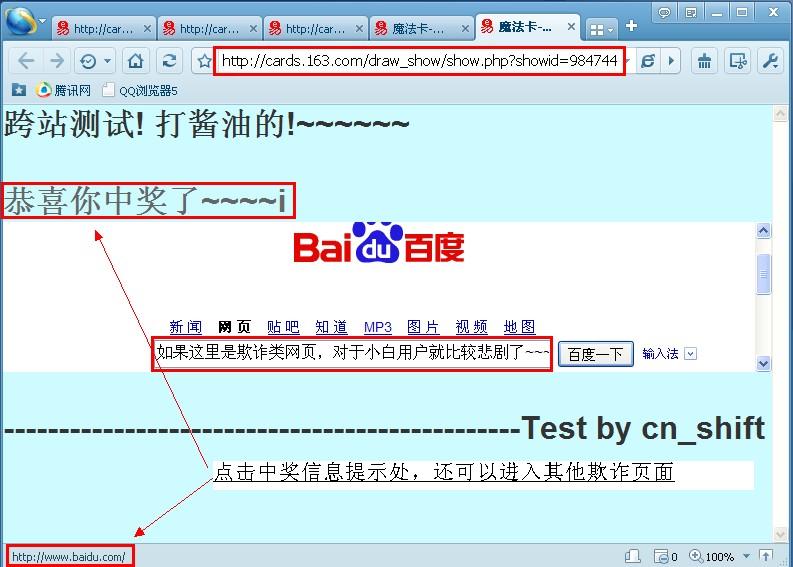 http://car...
http://car...
http://car...
魔法卡-...
魔法卡-...
http://cards.163.com/draw_show/show.php?showid=984744
腾讯网 QQ浏览器5
跨站测试! 打酱油的!~~~~~~
恭喜你中奖了~~~~i
Bai du 百度
新闻 网页 贴吧 知道 MP3 图片 视频 地图
如果这里是欺诈类网页，对于小白用户就比较悲剧了~~~
百度一下 输入法
-----------------------------------------------Test by cn_shift
点击中奖信息提示处，还可以进入其他欺诈页面
http://www.baidu.com/
0 100%